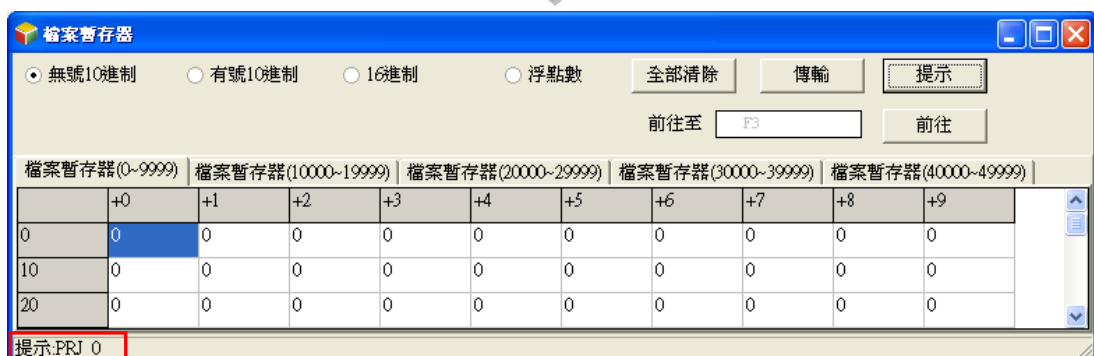 檔案暫存器
無號10進制 有號10進制 16進制 浮點數 全部清除 傳輸 提示
前往至 F3 前往
檔案暫存器(0~9999) 檔案暫存器(10000~19999) 檔案暫存器(20000~29999) 檔案暫存器(30000~39999) 檔案暫存器(40000~49999)
+0 +1 +2 +3 +4 +5 +6 +7 +8 +9
0 0 0 0 0 0 0 0 0 0 0
10 0 0 0 0 0 0 0 0 0 0
20 0 0 0 0 0 0 0 0 0 0
提示:PRJ 0